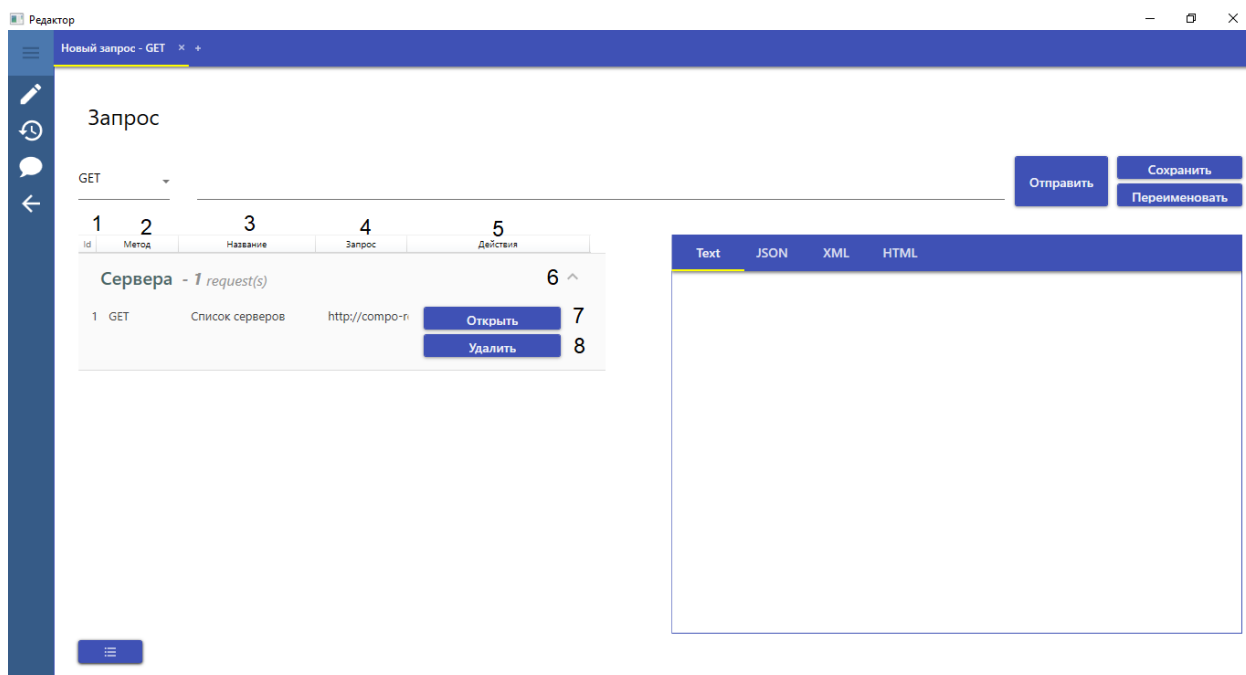 Редактор
Новый запрос - GET × +
Запрос
GET
Отправить
Сохранить
Переименовать
1 2 3 4 5
Id Метод Название Запрос Действия
Сервера - 1 request(s) 6
1 GET Список серверов http://compo-r Открыть 7
Удалить 8
Text JSON XML HTML